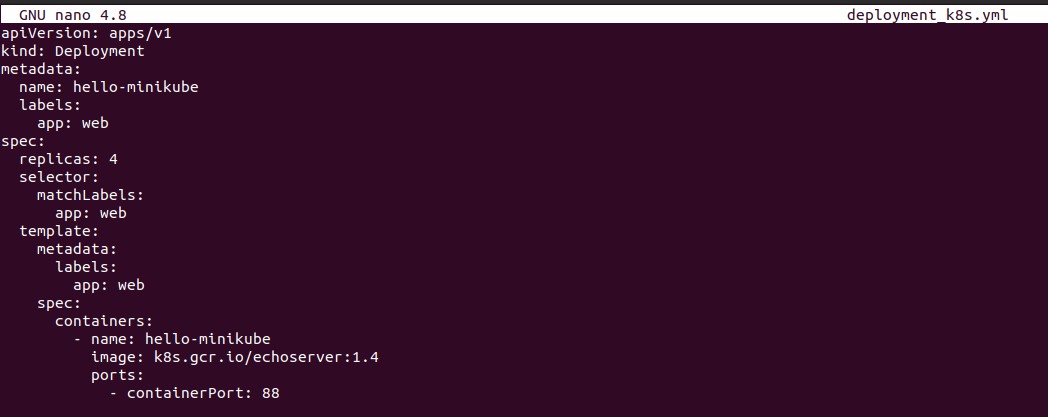 GNU nano 4.8 deployment_k8s.yml
apiVersion: apps/v1
kind: Deployment
metadata:
  name: hello-minikube
  labels:
    app: web
spec:
  replicas: 4
  selector:
    matchLabels:
      app: web
  template:
    metadata:
      labels:
        app: web
    spec:
      containers:
        - name: hello-minikube
          image: k8s.gcr.io/echoserver:1.4
          ports:
            - containerPort: 88